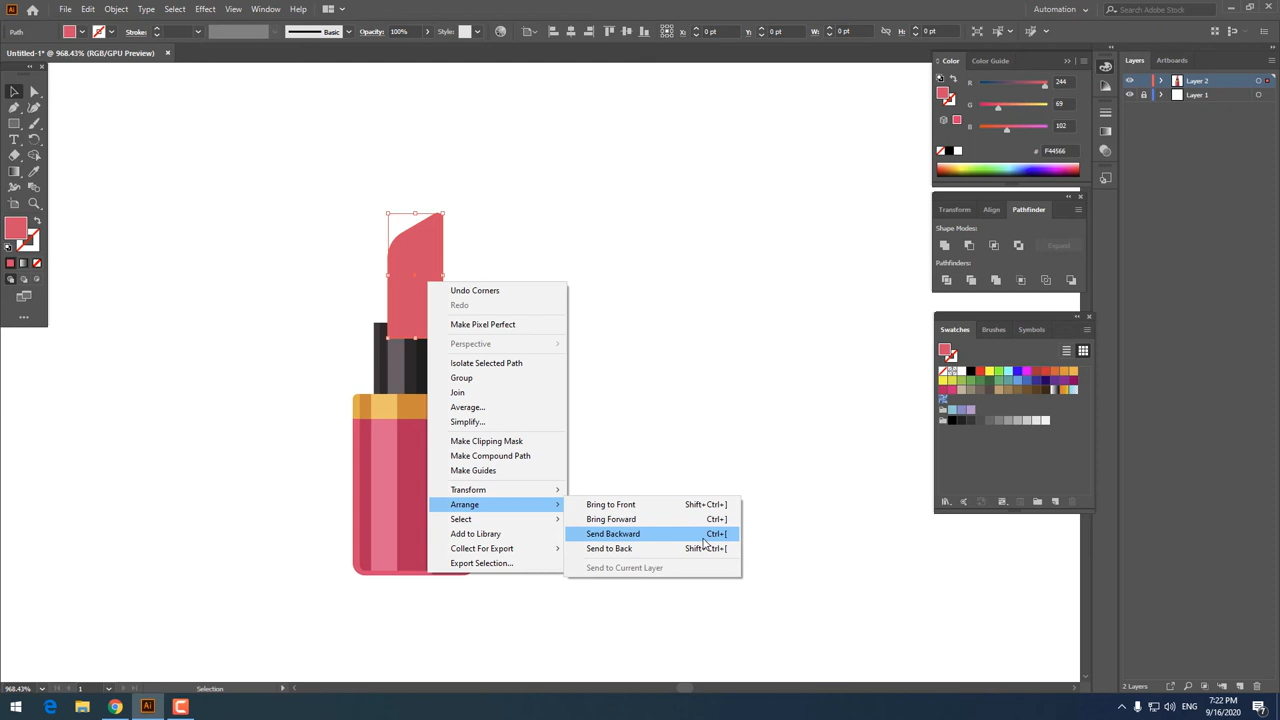 Ai File Edit Object Type Select Effect View Window Help Automation Search Adobe Stock
Path Stroke: Basic Opacity: 100% Style: X: 0 pt Y: 0 pt W: 0 pt H: 0 pt
Untitled-1* @ 968.43% (RGB/GPU Preview) ×
Color Color Guide
R 244
G 69
B 102
# F44566
Transform Align Pathfinder
Shape Modes:
Expand
Pathfinders:
Swatches Brushes Symbols
Layers Artboards
Layer 2
Layer 1
Undo Corners
Redo
Make Pixel Perfect
Perspective
Isolate Selected Path
Group
Join
Average...
Simplify...
Make Clipping Mask
Make Compound Path
Make Guides
Transform
Arrange
Select
Add to Library
Collect For Export
Export Selection...
Bring to Front Shift+Ctrl+]
Bring Forward Ctrl+]
Send Backward Ctrl+[
Send to Back Shift+Ctrl+[
Send to Current Layer
968.43% 1 Selection
2 Layers
Ai ENG 7:22 PM
9/16/2020